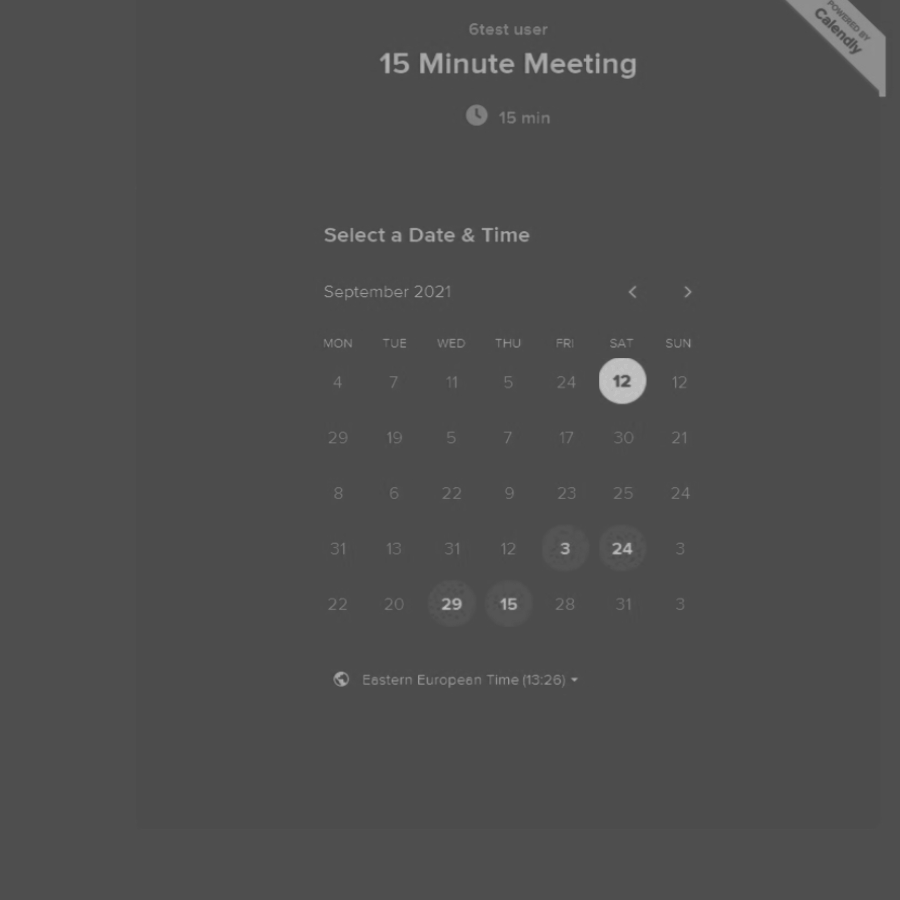 POWERED BY
Calendly
6test user
15 Minute Meeting
15 min
Select a Date & Time
September 2021
MON TUE WED THU FRI SAT SUN
4 7 11 5 24 12 12
29 19 5 7 17 30 21
8 6 22 9 23 25 24
31 13 31 12 3 24 3
22 20 29 15 28 31 3
Eastern European Time (13:26)